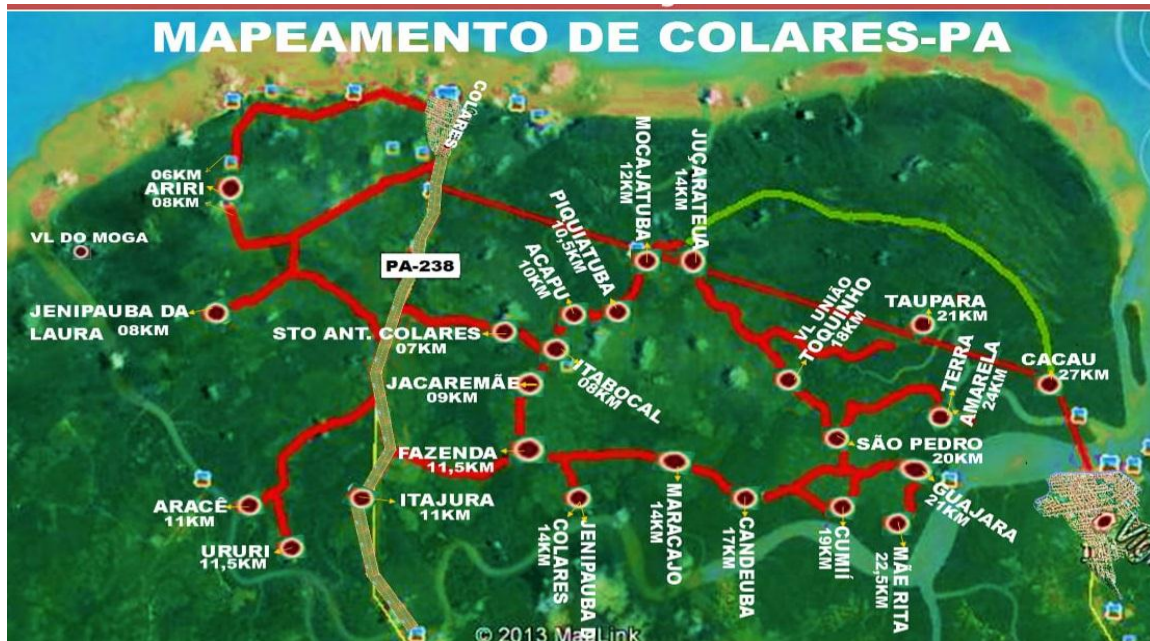 MAPEAMENTO DE COLARES-PA
COLARES
06KM
ARIRI
08KM
VL DO MOGA
PA-238
MOCAJATUBA
12KM
JUÇARATEUA
14KM
PIQUIATUBA
10,5KM
ACAPU
10KM
JENIPAUBA DA
LAURA 08KM
STO ANT. COLARES
07KM
ITABOCAL
08KM
VL UNIÃO
TOQUINHO
18KM
TAUPARA
21KM
TERRA
AMARELA
24KM
CACAU
27KM
JACAREMÃE
09KM
FAZENDA
11,5KM
SÃO PEDRO
20KM
GUAJARA
21KM
ARACÊ
11KM
ITAJURA
11KM
URURI
11,5KM
JENIPAUBA D
COLARES
14KM
MARACAJO
14KM
CANDEUBA
17KM
CUMIÍ
19KM
MÃE RITA
22,5KM
© 2013 MapLink